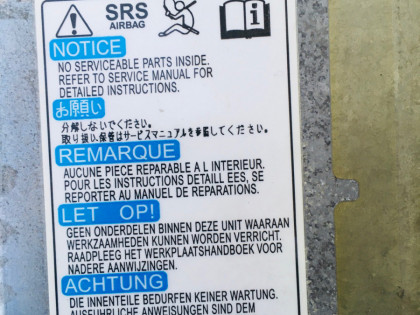 SRS
AIRBAG
NOTICE
NO SERVICEABLE PARTS INSIDE.
REFER TO SERVICE MANUAL FOR
DETAILED INSTRUCTIONS.
お願い
分解しないでください。
取り扱い、保管はサービスマニュアルを参照してください。
REMARQUE
AUCUNE PIECE REPARABLE A L INTERIEUR.
POUR LES INSTRUCTIONS DETAILL EES, SE
REPORTER AU MANUEL DE REPARATIONS.
LET OP!
GEEN ONDERDELEN BINNEN DEZE UNIT WAARAAN
WERKZAAMHEDEN KUNNEN WORDEN VERRICHT.
RAADPLEEG HET WERKPLAATSHANDBOEK VOOR
NADERE AANWIJZINGEN.
ACHTUNG
DIE INNENTEILE BEDURFEN KEINER WARTUNG.
AUSFUHRLICHE ANWEISUNGEN SIND DEM